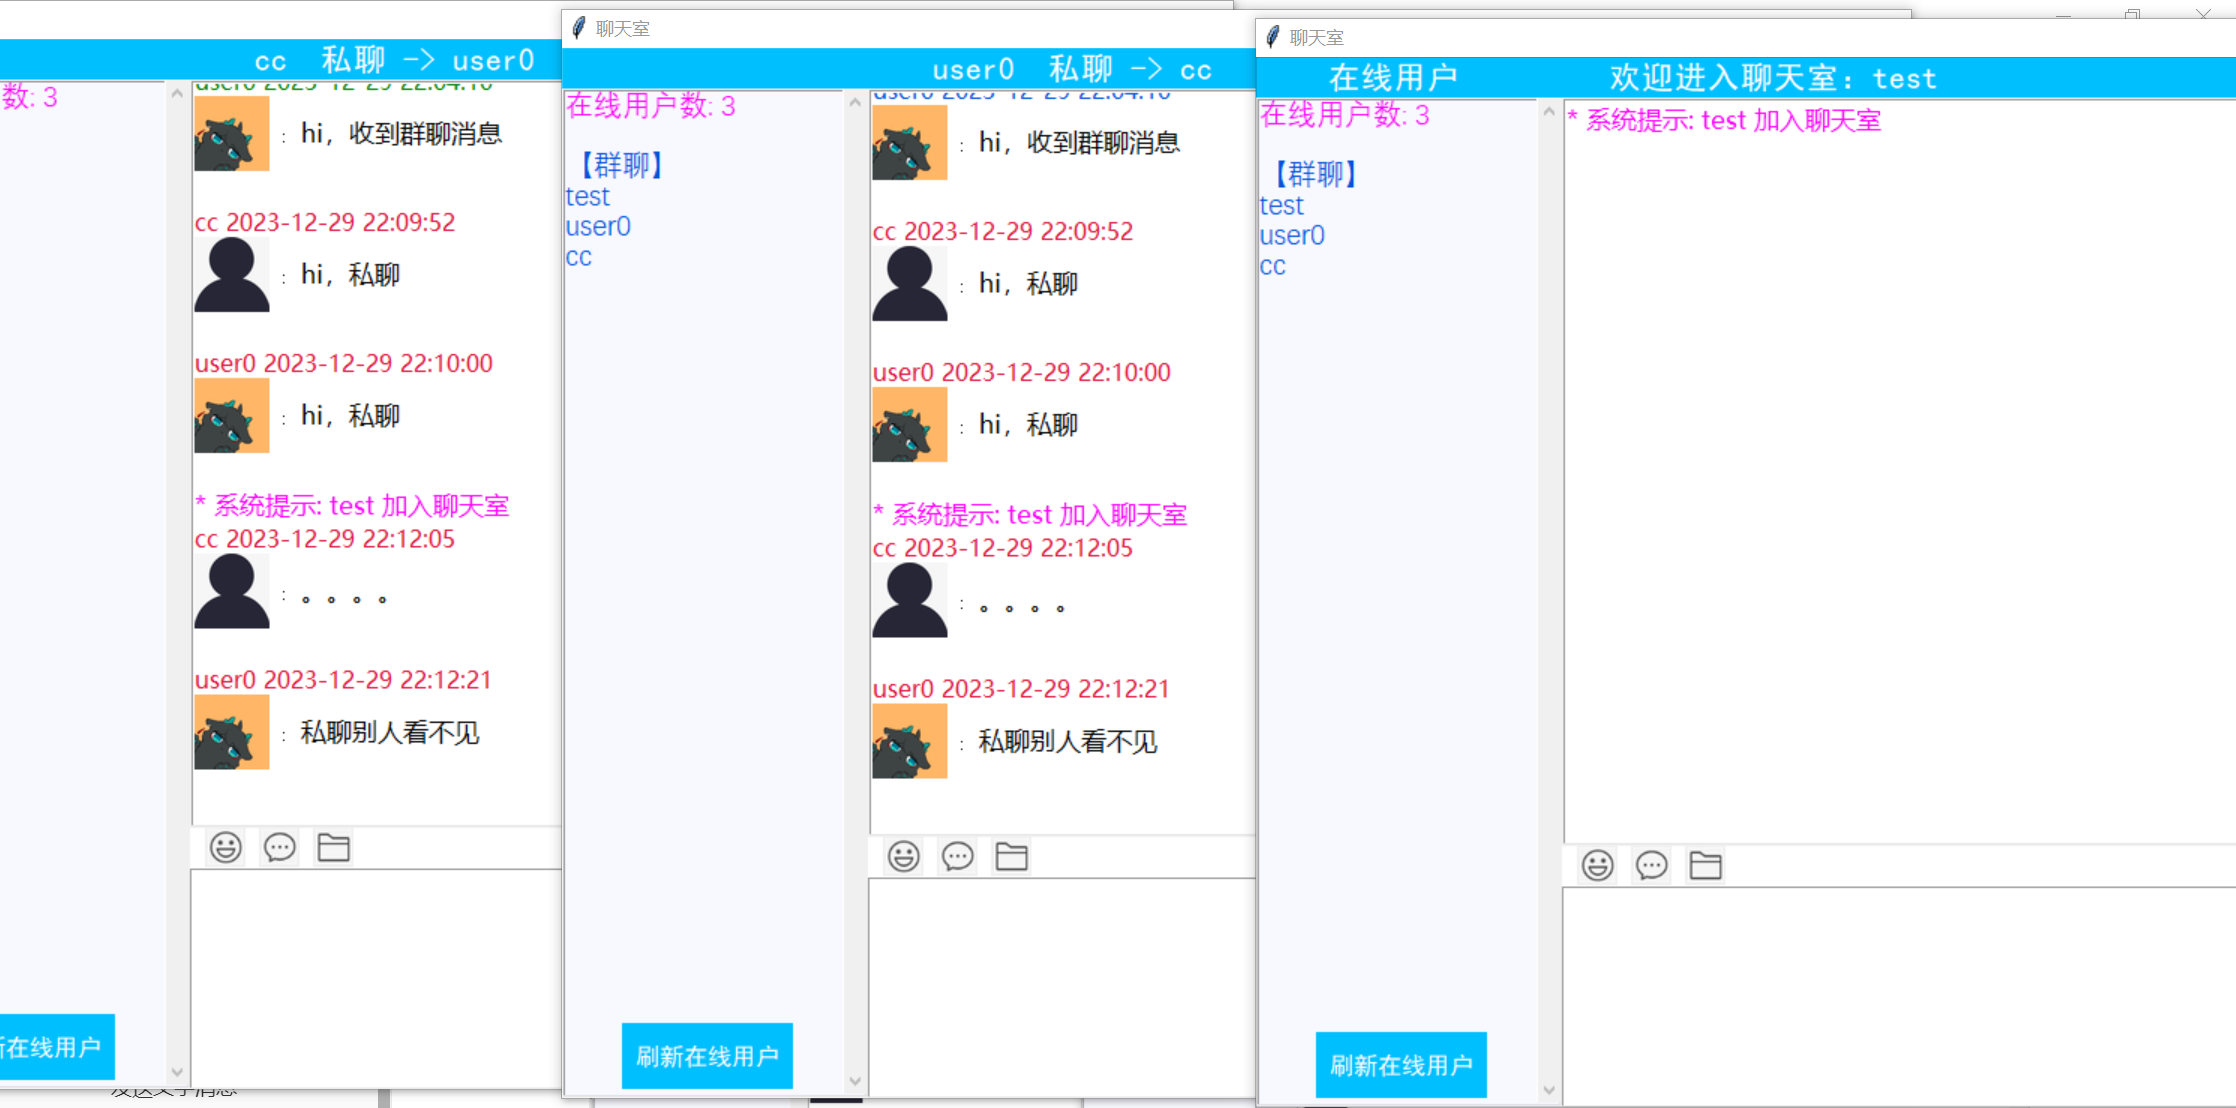 cc 私聊 -> user0
数: 3
: hi，收到群聊消息
cc 2023-12-29 22:09:52
: hi，私聊
user0 2023-12-29 22:10:00
: hi，私聊
* 系统提示: test 加入聊天室
cc 2023-12-29 22:12:05
: 。。。。
user0 2023-12-29 22:12:21
: 私聊别人看不见
在线用户
聊天室
user0 私聊 -> cc
在线用户数: 3
【群聊】
test
user0
cc
: hi，收到群聊消息
cc 2023-12-29 22:09:52
: hi，私聊
user0 2023-12-29 22:10:00
: hi，私聊
* 系统提示: test 加入聊天室
cc 2023-12-29 22:12:05
: 。。。。
user0 2023-12-29 22:12:21
: 私聊别人看不见
刷新在线用户
聊天室
在线用户 欢迎进入聊天室：test
在线用户数: 3
【群聊】
test
user0
cc
* 系统提示: test 加入聊天室
刷新在线用户